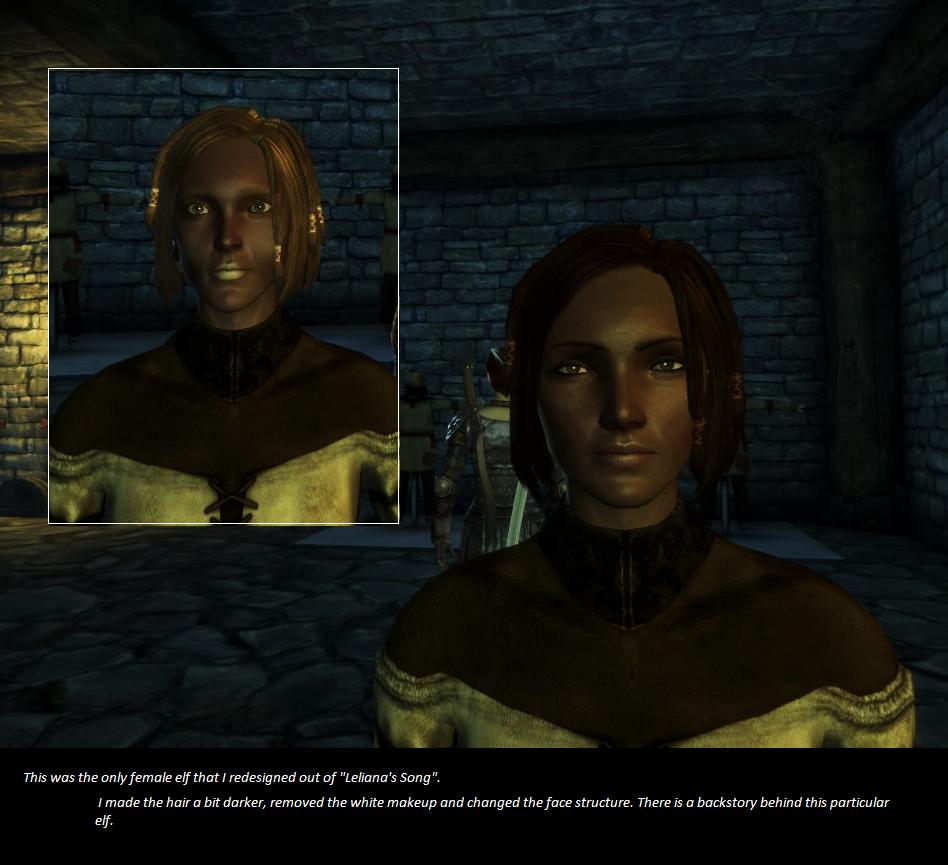 This was the only female elf that I redesigned out of "Leliana's Song".
I made the hair a bit darker, removed the white makeup and changed the face structure. There is a backstory behind this particular
elf.